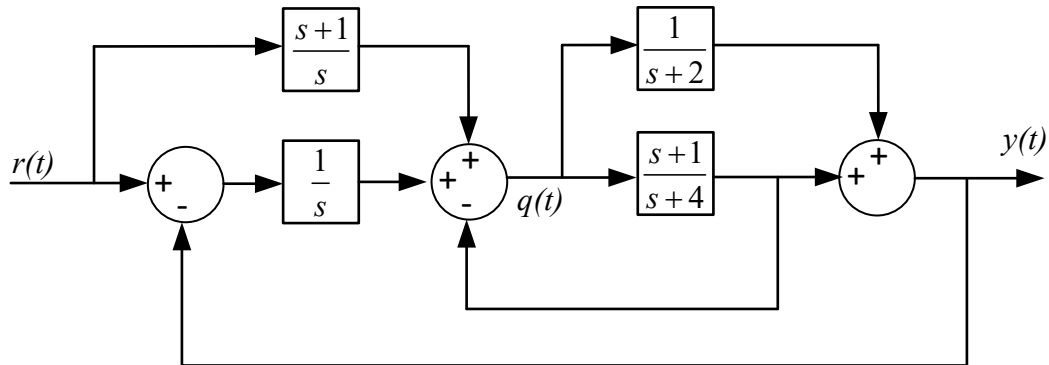 s+1
s
1
s+2
r(t)
+
-
1
s
+
+
-
q(t)
s+1
s+4
+
+
y(t)